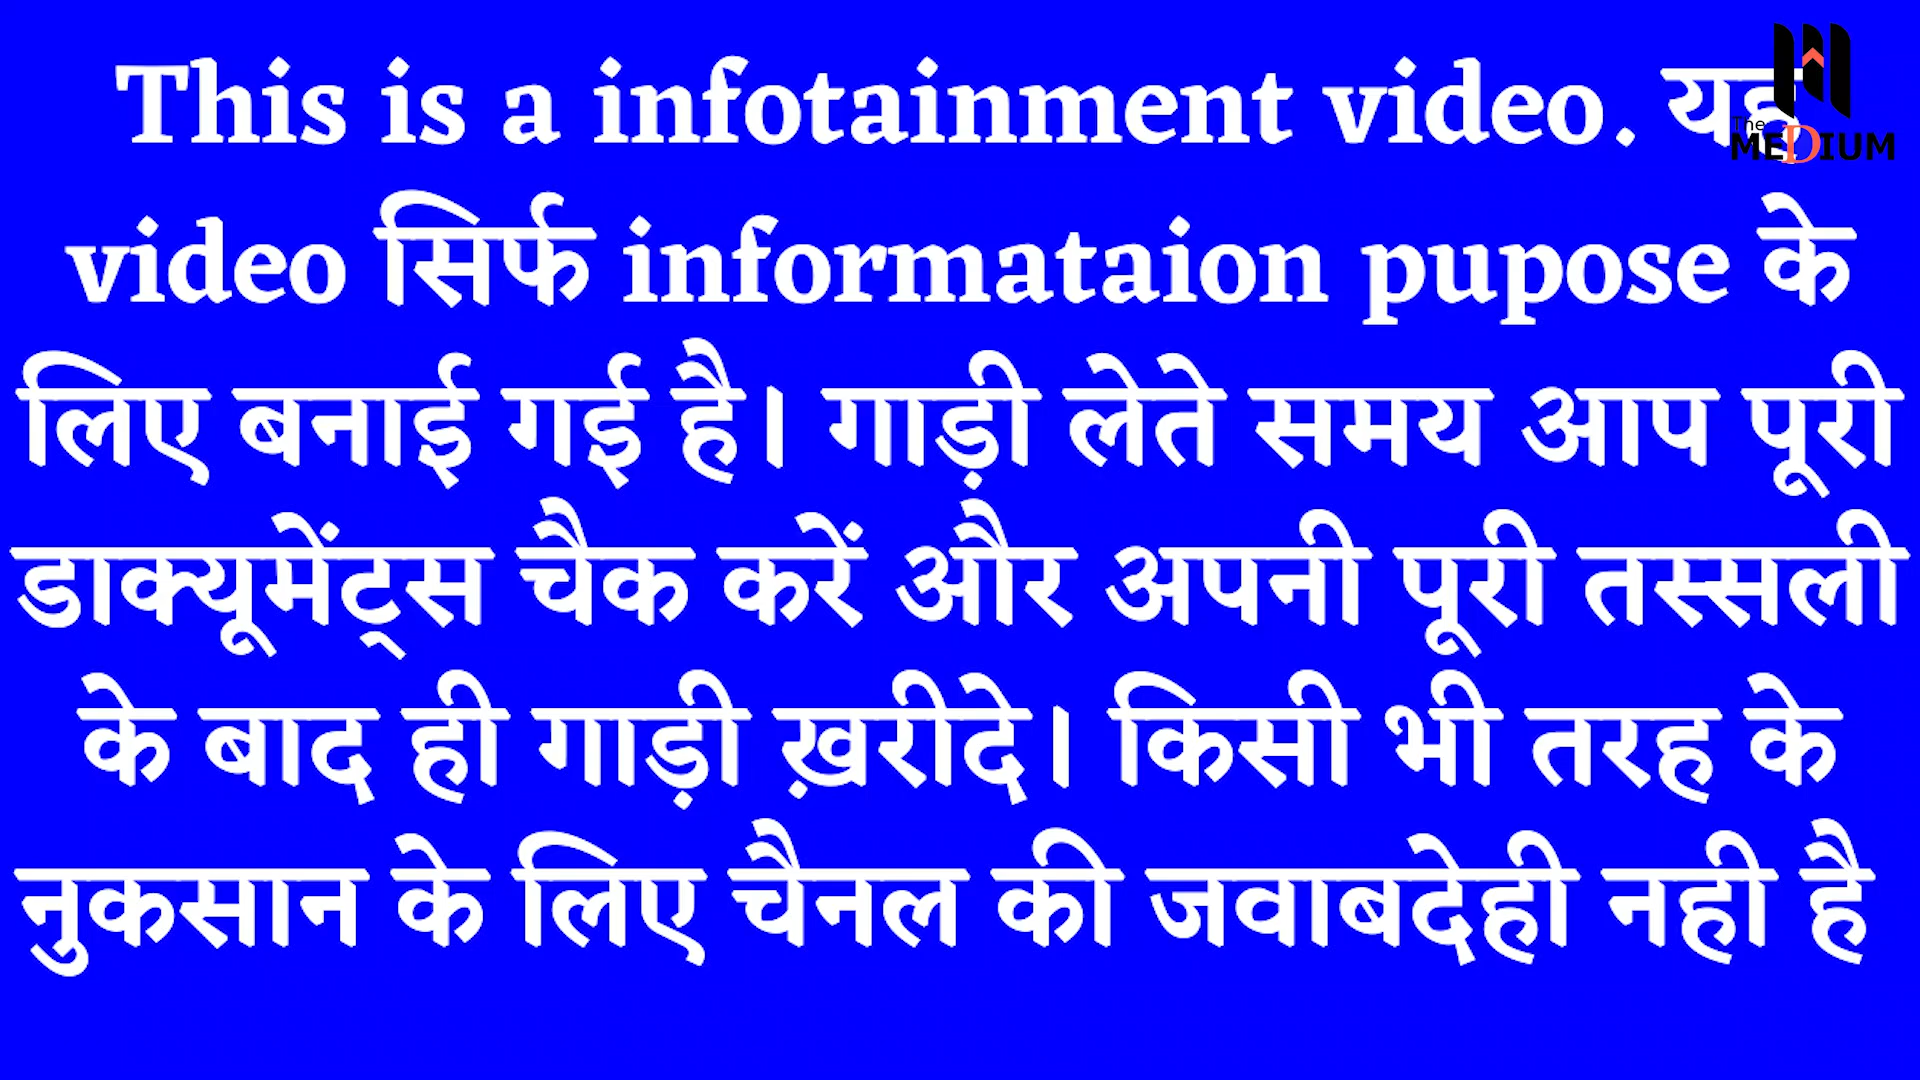 This is a infotainment video. यह
The
MEDIUM
video सिर्फ informataion pupose के
लिए बनाई गई है। गाड़ी लेते समय आप पूरी
डाक्यूमेंट्स चैक करें और अपनी पूरी तस्सली
के बाद ही गाड़ी ख़रीदे। किसी भी तरह के
नुकसान के लिए चैनल की जवाबदेही नही है